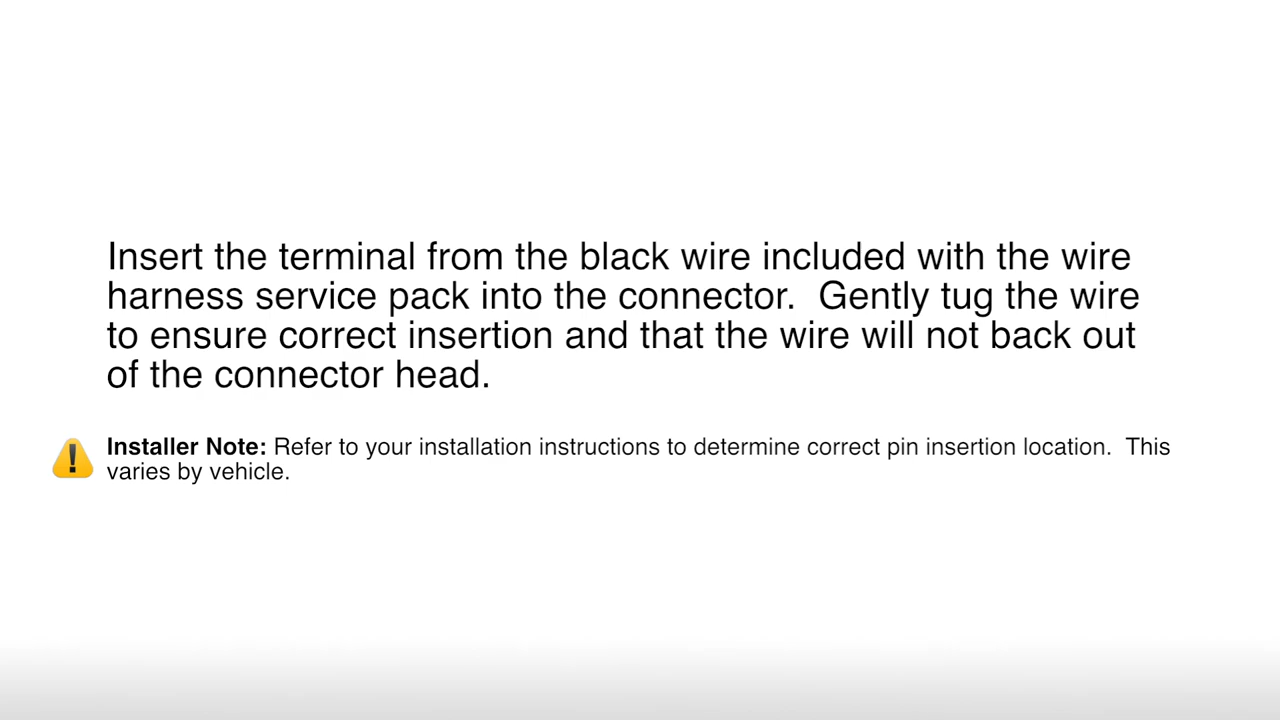 Insert the terminal from the black wire included with the wire
harness service pack into the connector.  Gently tug the wire
to ensure correct insertion and that the wire will not back out
of the connector head.
Installer Note: Refer to your installation instructions to determine correct pin insertion location.  This
varies by vehicle.